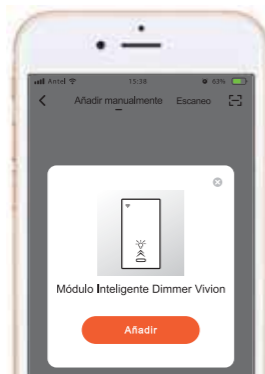 Antel 15:38 63%
Añadir manualmente Escaneo
Módulo Inteligente Dimmer Vivion
Añadir